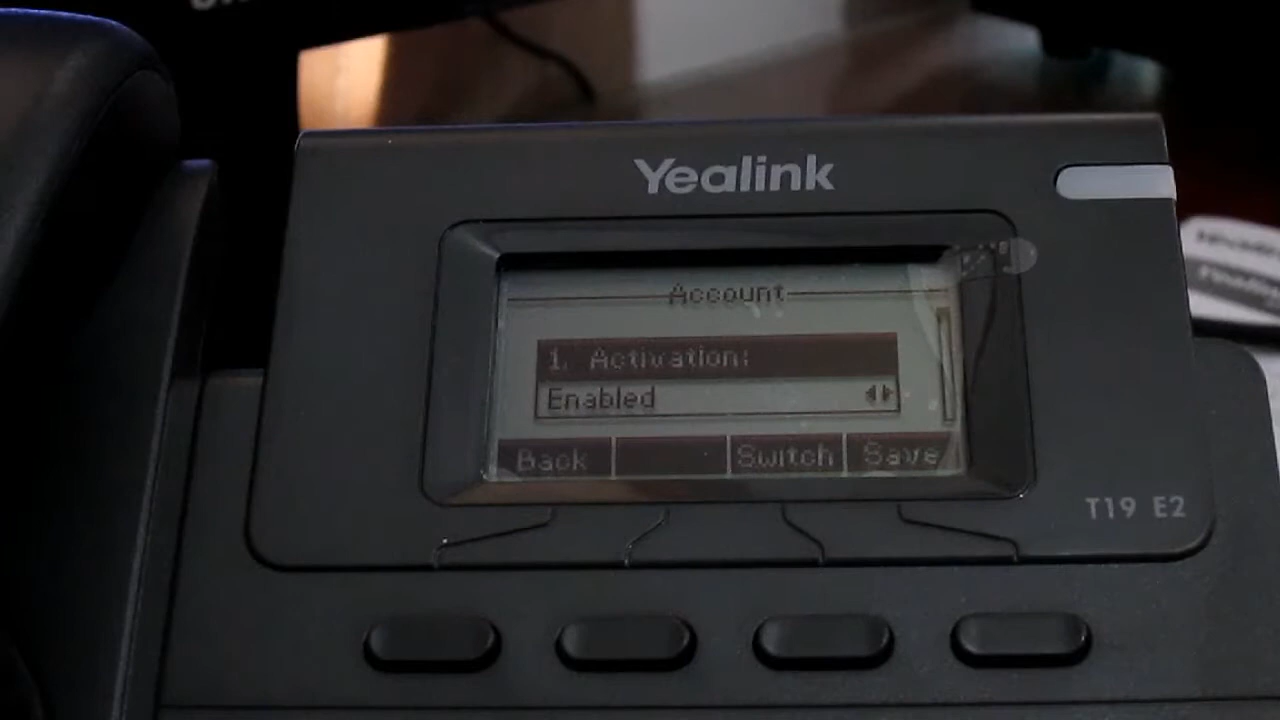 Yealink
Account
1. Activation:
Enabled
Back Switch Save
T19 E2